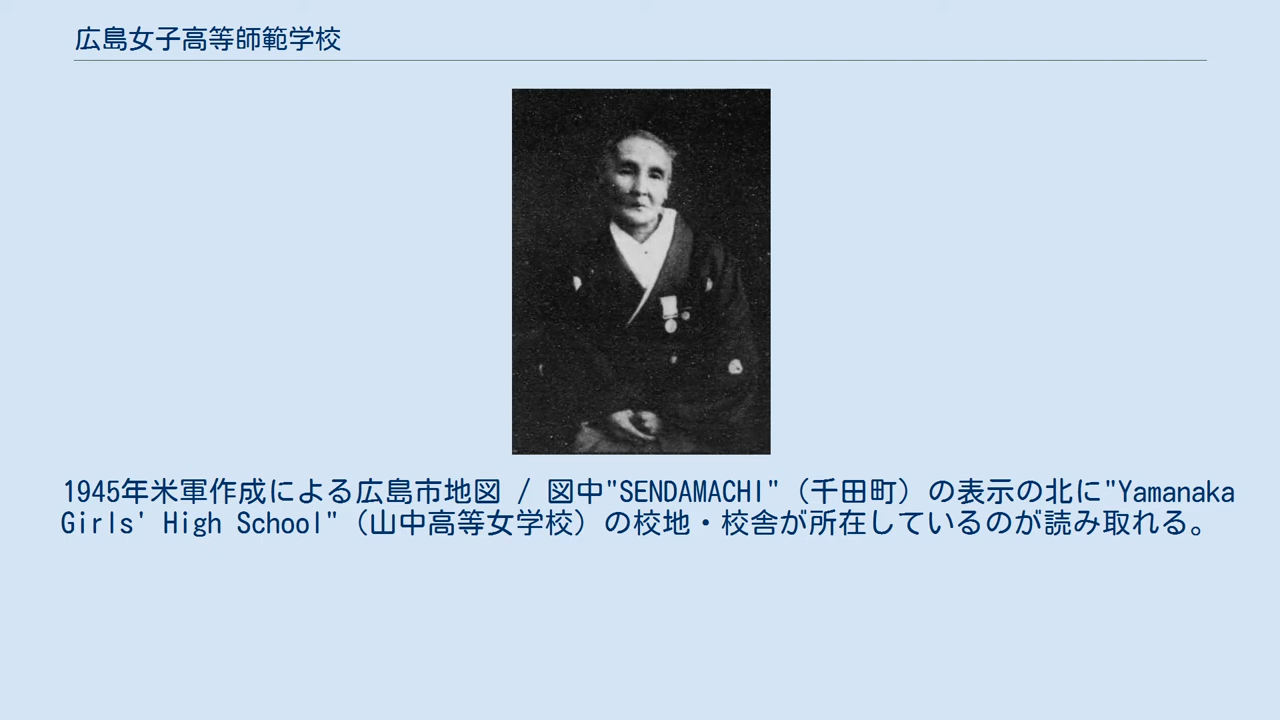 広島女子高等師範学校
1945年米軍作成による広島市地図 / 図中"SENDAMACHI"（千田町）の表示の北に"Yamanaka
Girls' High School"（山中高等女学校）の校地・校舎が所在しているのが読み取れる。